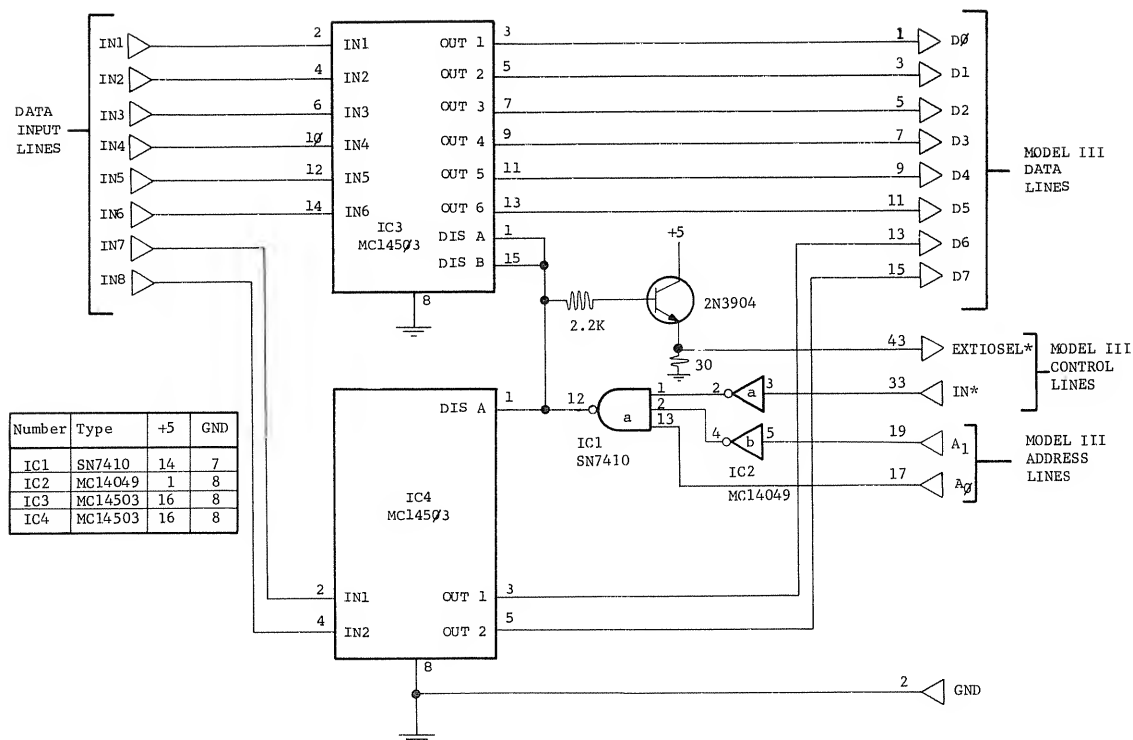 DATA
INPUT
LINES
IN1
IN2
IN3
IN4
IN5
IN6
IN7
IN8
2
4
6
1Ø
12
14
IN1
IN2
IN3
IN4
IN5
IN6
OUT 1
OUT 2
OUT 3
OUT 4
OUT 5
OUT 6
IC3
MC145Ø3
DIS A
DIS B
3
5
7
9
11
13
1
15
8
1
3
5
7
9
11
13
15
DØ
D1
D2
D3
D4
D5
D6
D7
MODEL III
DATA
LINES
+5
2N3904
2.2K
30
43
EXTIOSEL*
33
IN*
MODEL III
CONTROL
LINES
19
A1
17
AØ
MODEL III
ADDRESS
LINES
12
a
1
2
13
IC1
SN7410
2
a
3
4
b
5
IC2
MC14049
DIS A
1
IC4
MC145Ø3
2
4
IN1
IN2
OUT 1
OUT 2
3
5
8
2
GND
Number Type +5 GND
IC1 SN7410 14 7
IC2 MC14049 1 8
IC3 MC14503 16 8
IC4 MC14503 16 8